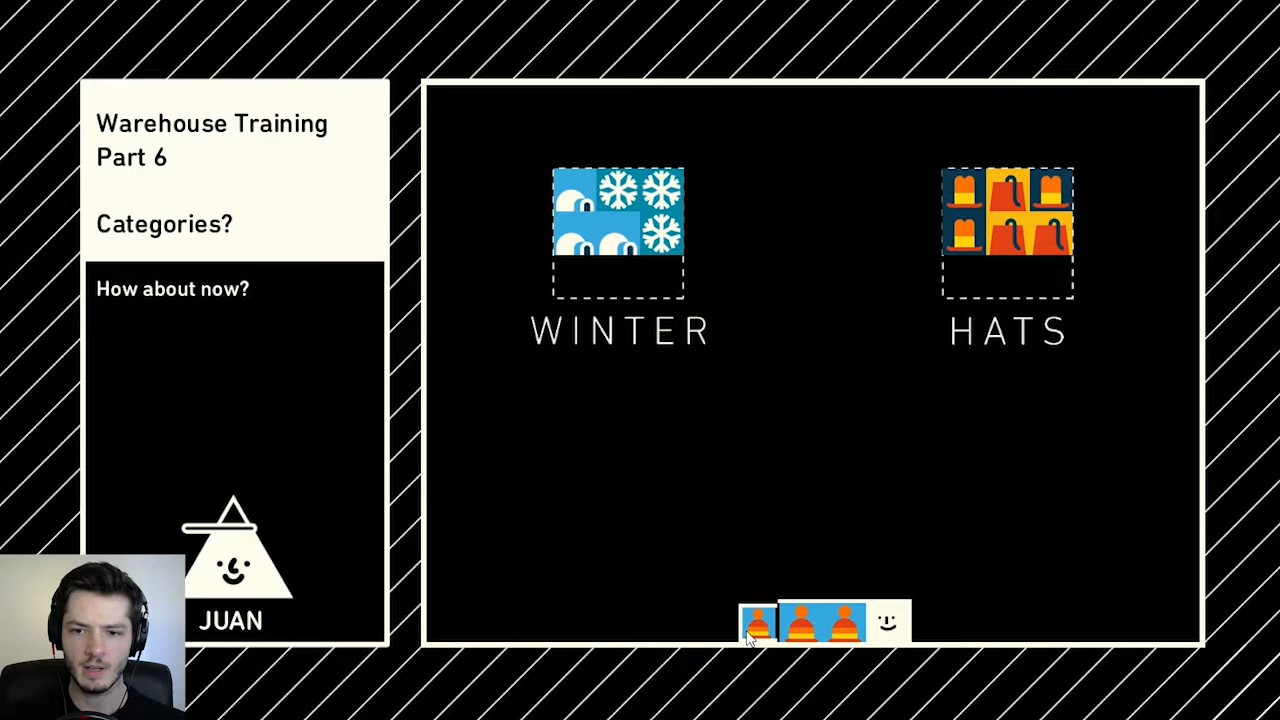 Warehouse Training
Part 6
Categories?
How about now?
JUAN
WINTER
HATS